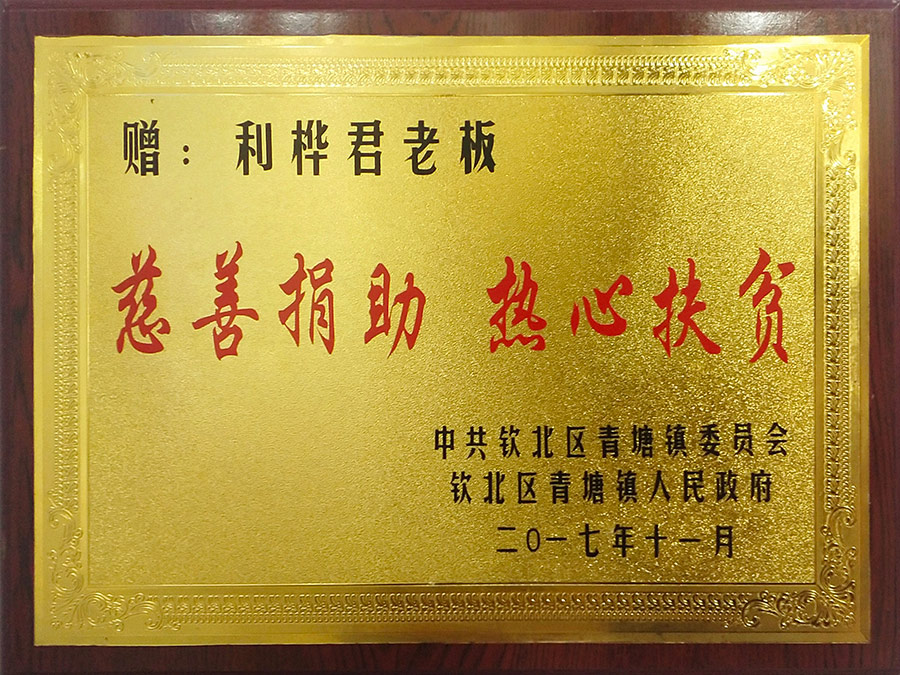 赠：利桦君老板
慈善捐助 热心扶贫
中共钦北区青塘镇委员会
钦北区青塘镇人民政府
二0一七年十一月